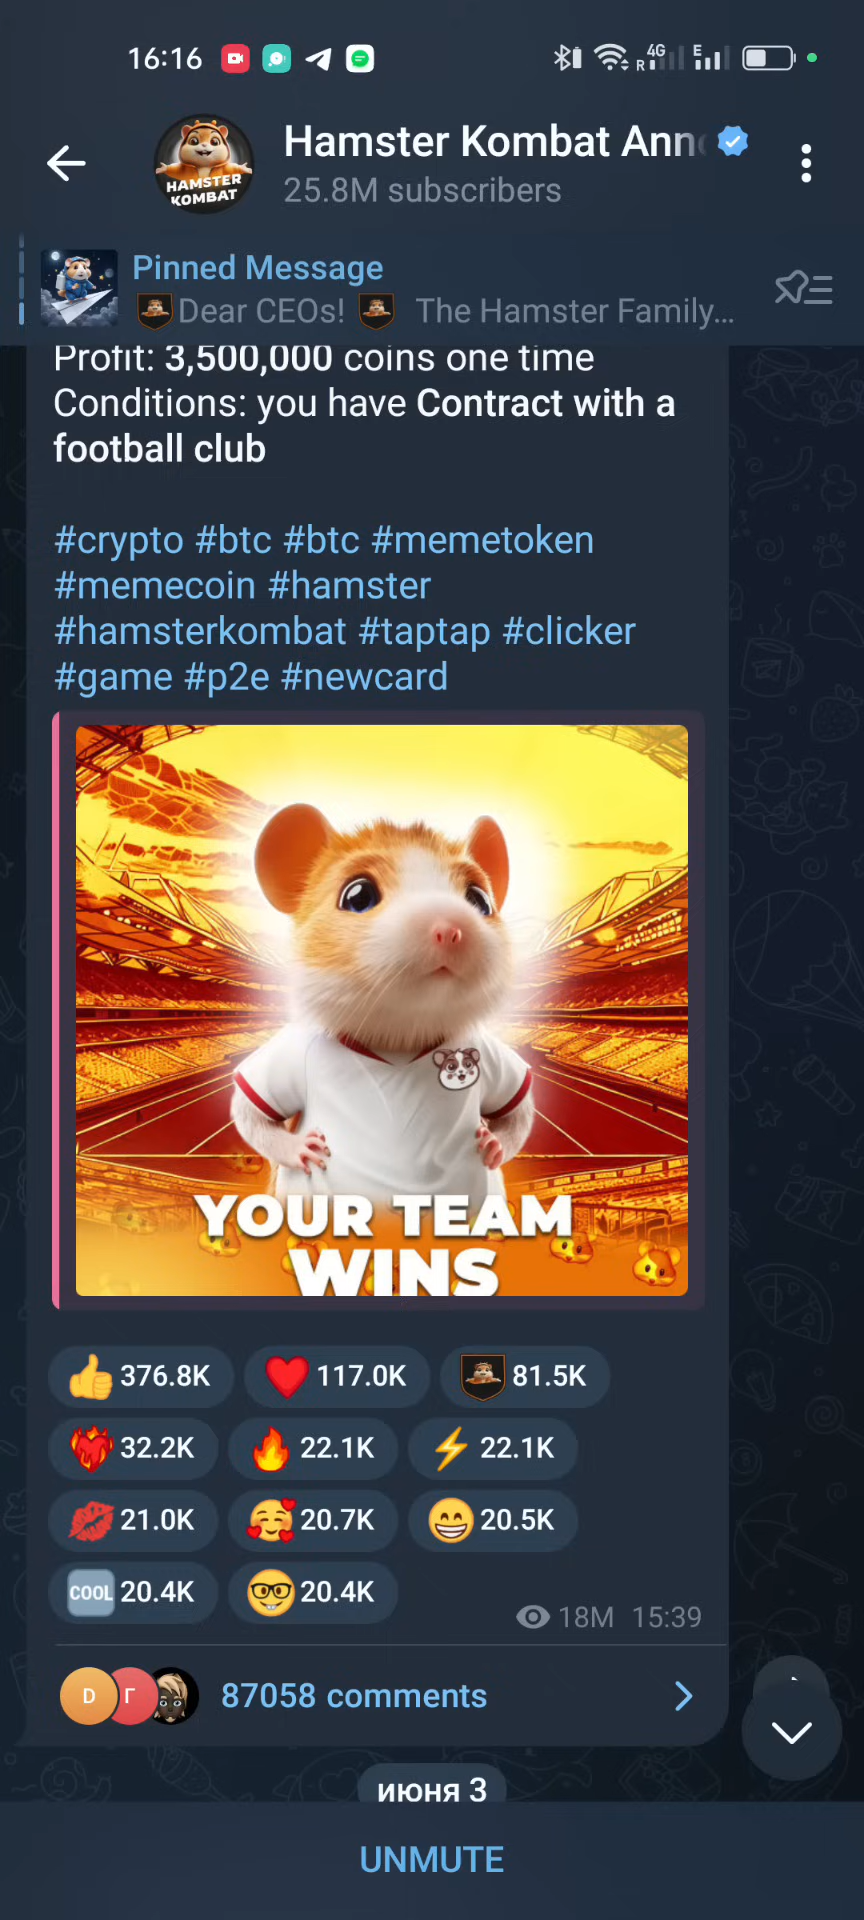 16:16
R 4G
E
HAMSTER
KOMBAT
Hamster Kombat Ann
25.8M subscribers
Pinned Message
Dear CEOs! The Hamster Family...
Profit: 3,500,000 coins one time
Conditions: you have Contract with a
football club
#crypto #btc #btc #memetoken
#memecoin #hamster
#hamsterkombat #taptap #clicker
#game #p2e #newcard
YOUR TEAM
WINS
376.8K 117.0K 81.5K
32.2K 22.1K 22.1K
21.0K 20.7K 20.5K
COOL 20.4K 20.4K
18M 15:39
D Г 87058 comments
июня 3
UNMUTE